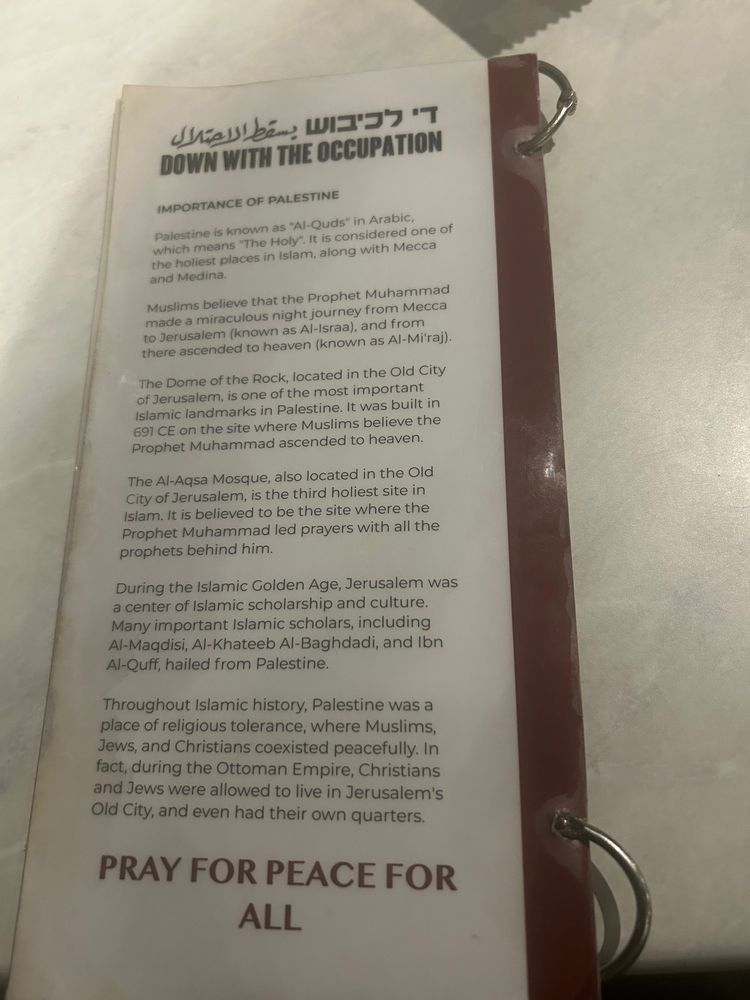 די לכיבוש يسقط الاحتلال
DOWN WITH THE OCCUPATION
IMPORTANCE OF PALESTINE
Palestine is known as "Al-Quds" in Arabic,
which means "The Holy". It is considered one of
the holiest places in Islam, along with Mecca
and Medina.
Muslims believe that the Prophet Muhammad
made a miraculous night journey from Mecca
to Jerusalem (known as Al-Israa), and from
there ascended to heaven (known as Al-Mi'raj).
The Dome of the Rock, located in the Old City
of Jerusalem, is one of the most important
Islamic landmarks in Palestine. It was built in
691 CE on the site where Muslims believe the
Prophet Muhammad ascended to heaven.
The Al-Aqsa Mosque, also located in the Old
City of Jerusalem, is the third holiest site in
Islam. It is believed to be the site where the
Prophet Muhammad led prayers with all the
prophets behind him.
During the Islamic Golden Age, Jerusalem was
a center of Islamic scholarship and culture.
Many important Islamic scholars, including
Al-Maqdisi, Al-Khateeb Al-Baghdadi, and Ibn
Al-Quff, hailed from Palestine.
Throughout Islamic history, Palestine was a
place of religious tolerance, where Muslims,
Jews, and Christians coexisted peacefully. In
fact, during the Ottoman Empire, Christians
and Jews were allowed to live in Jerusalem's
Old City, and even had their own quarters.
PRAY FOR PEACE FOR
ALL